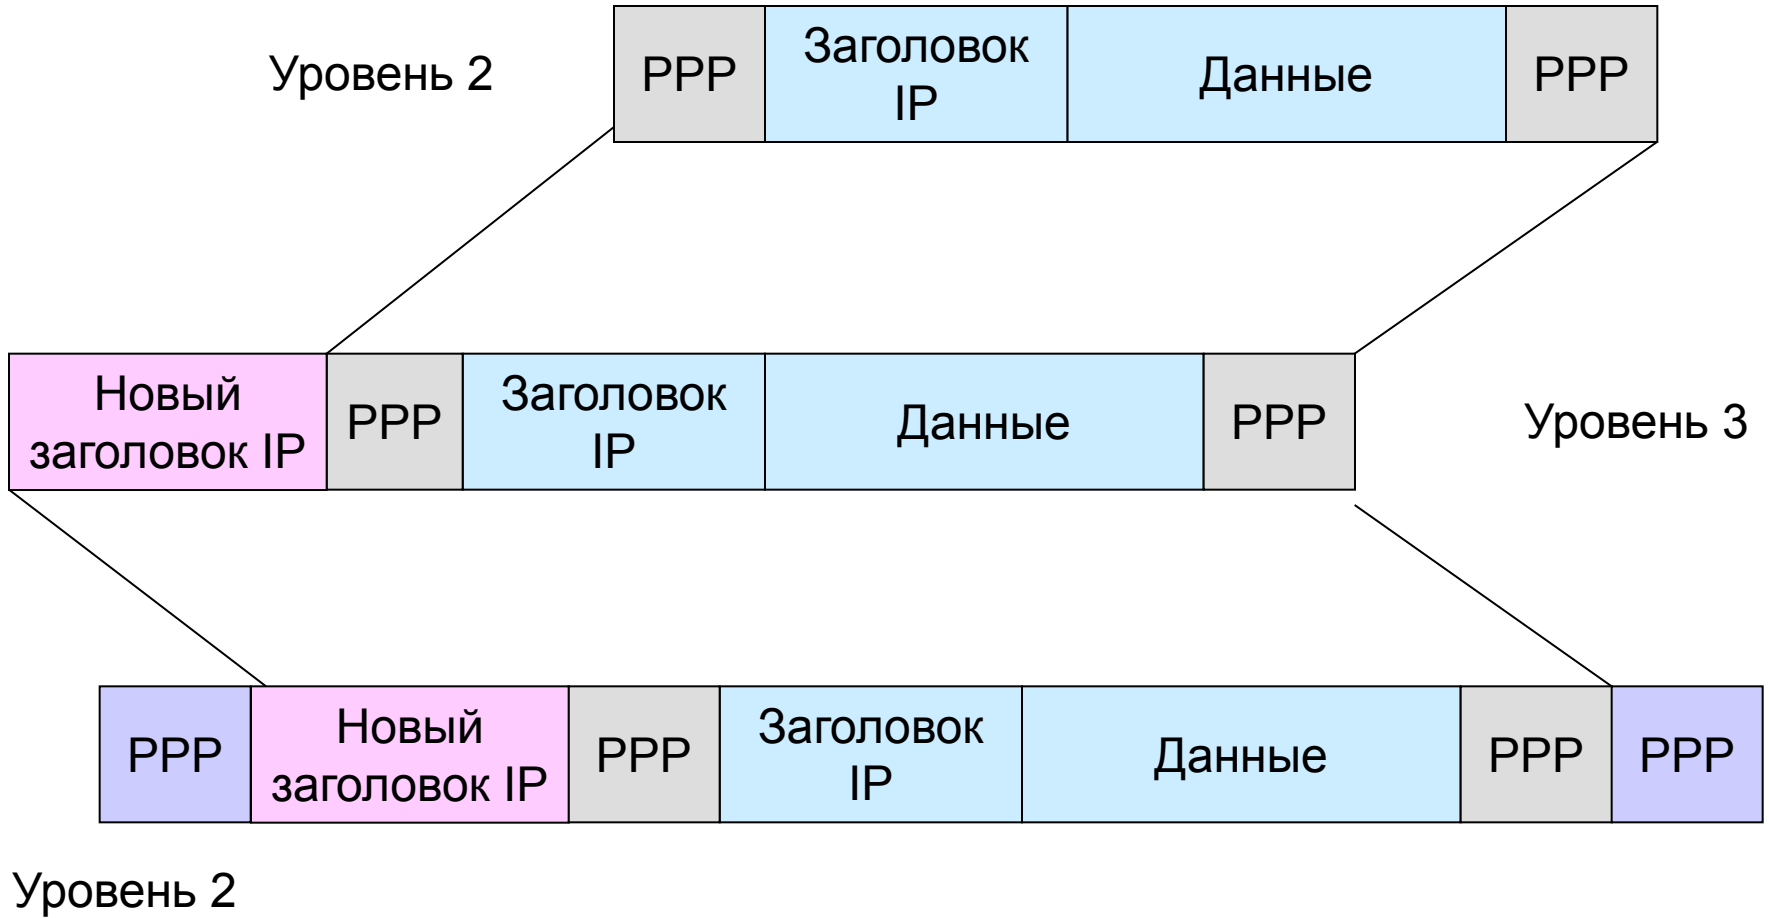 Уровень 2
PPP
Заголовок
IP
Данные
PPP
Новый
заголовок IP
PPP
Заголовок
IP
Данные
PPP
Уровень 3
PPP
Новый
заголовок IP
PPP
Заголовок
IP
Данные
PPP
PPP
Уровень 2